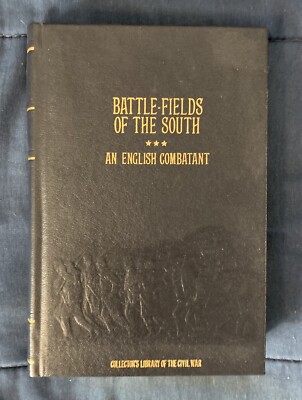 BATTLE-FIELDS
OF THE SOUTH
★★★
AN ENGLISH COMBATANT
COLLECTOR'S LIBRARY OF THE CIVIL WAR